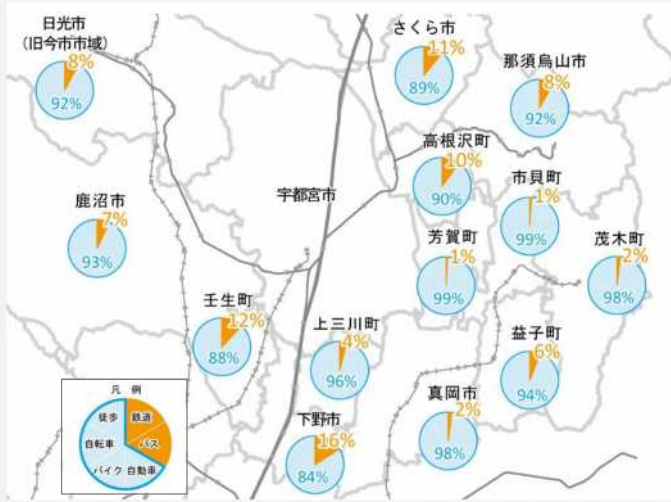 日光市
(旧今市市域)
8%
92%
さくら市
11%
89%
那須烏山市
8%
92%
高根沢町
10%
90%
市貝町
1%
99%
宇都宮市
鹿沼市
7%
93%
芳賀町
1%
99%
茂木町
2%
98%
壬生町
12%
88%
上三川町
4%
96%
益子町
6%
94%
真岡市
2%
98%
下野市
16%
84%
凡 例
徒歩 鉄道
自転車 バス
バイク 自動車